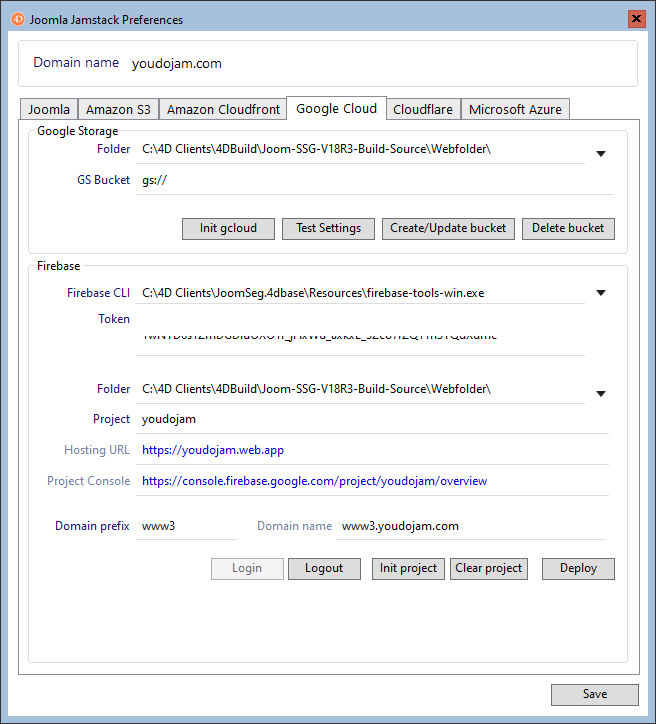 Joomla Jamstack Preferences
Domain name youdojam.com
Joomla Amazon S3 Amazon Cloudfront Google Cloud Cloudflare Microsoft Azure
Google Storage
Folder C:\4D Clients\4DBuild\Joom-SSG-V18R3-Build-Source\Webfolder\
GS Bucket gs://
Init gcloud Test Settings Create/Update bucket Delete bucket
Firebase
Firebase CLI C:\4D Clients\JoomSeg.4dbase\Resources\firebase-tools-win.exe
Token
Folder C:\4D Clients\4DBuild\Joom-SSG-V18R3-Build-Source\Webfolder\
Project youdojam
Hosting URL https://youdojam.web.app
Project Console https://console.firebase.google.com/project/youdojam/overview
Domain prefix www3 Domain name www3.youdojam.com
Login Logout Init project Clear project Deploy
Save